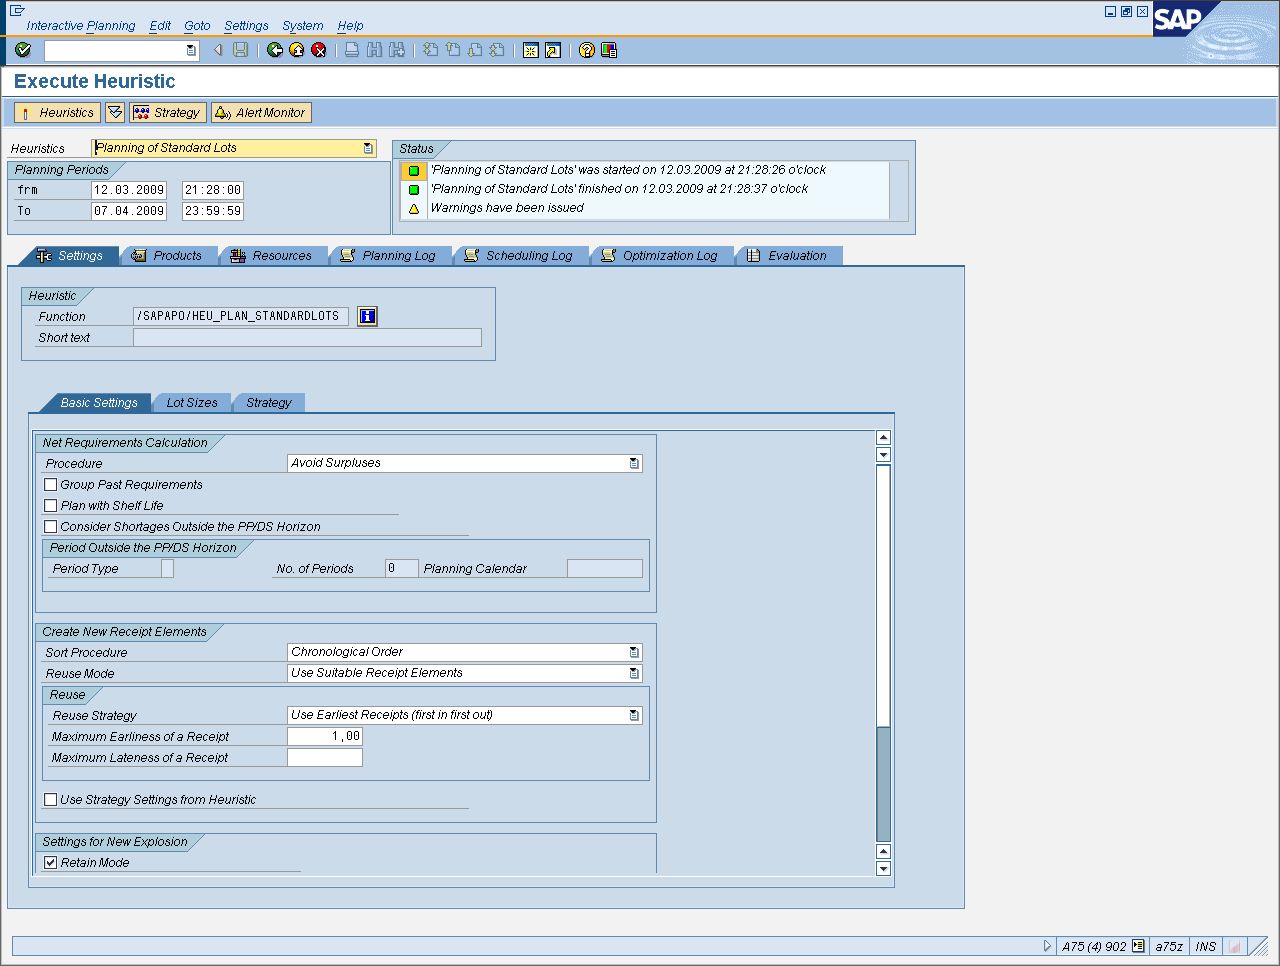 Interactive Planning Edit Goto Settings System Help
SAP
Execute Heuristic
Heuristics Strategy Alert Monitor
Heuristics Planning of Standard Lots
Planning Periods
frm 12.03.2009 21:28:00
To 07.04.2009 23:59:59
Status
'Planning of Standard Lots' was started on 12.03.2009 at 21:28:26 o'clock
'Planning of Standard Lots' finished on 12.03.2009 at 21:28:37 o'clock
Warnings have been issued
Settings Products Resources Planning Log Scheduling Log Optimization Log Evaluation
Heuristic
Function /SAPAPO/HEU_PLAN_STANDARDLOTS
Short text
Basic Settings Lot Sizes Strategy
Net Requirements Calculation
Procedure Avoid Surpluses
Group Past Requirements
Plan with Shelf Life
Consider Shortages Outside the PP/DS Horizon
Period Outside the PP/DS Horizon
Period Type No. of Periods 0 Planning Calendar
Create New Receipt Elements
Sort Procedure Chronological Order
Reuse Mode Use Suitable Receipt Elements
Reuse
Reuse Strategy Use Earliest Receipts (first in first out)
Maximum Earliness of a Receipt 1,00
Maximum Lateness of a Receipt
Use Strategy Settings from Heuristic
Settings for New Explosion
Retain Mode
A75 (4) 902 a75z INS